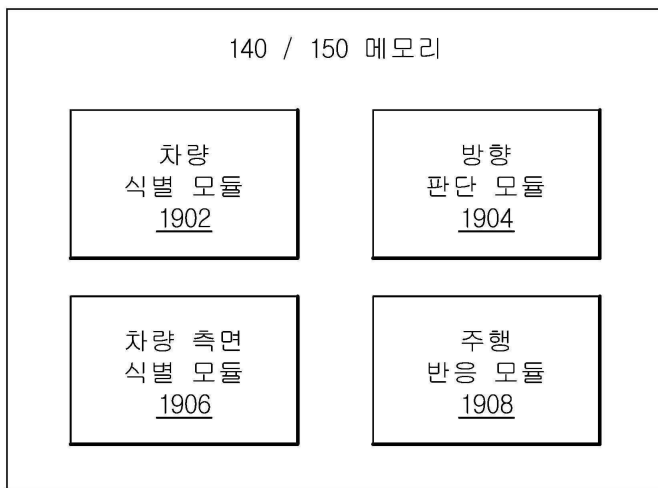 140 / 150 메모리
차량
식별 모듈
1902
방향
판단 모듈
1904
차량 측면
식별 모듈
1906
주행
반응 모듈
1908